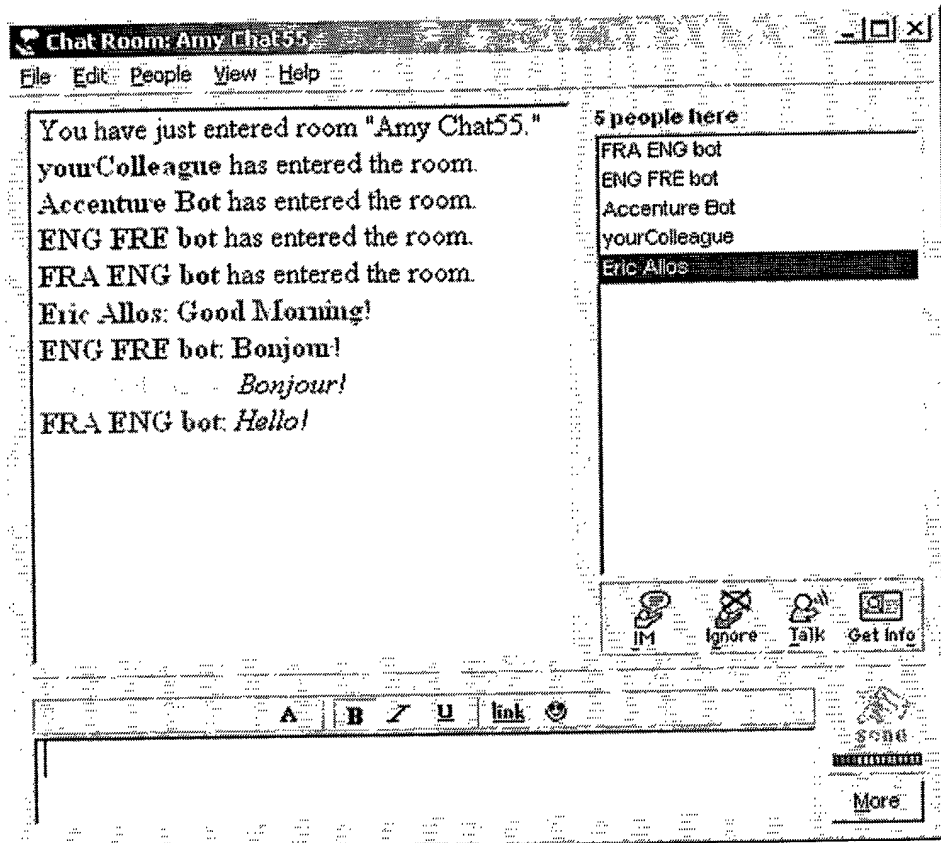 Chat Room: Amy Chat55
File Edit People View Help
You have just entered room "Amy Chat55."
yourColleague has entered the room.
Accenture Bot has entered the room.
ENG FRE bot has entered the room.
FRA ENG bot has entered the room.
Eric Allos: Good Morning!
ENG FRE bot: Bonjour!
Bonjour!
FRA ENG bot: Hello!
5 people here
FRA ENG bot
ENG FRE bot
Accenture Bot
yourColleague
Eric Allos
IM Ignore Talk Get Info
A B I U link
Send
More